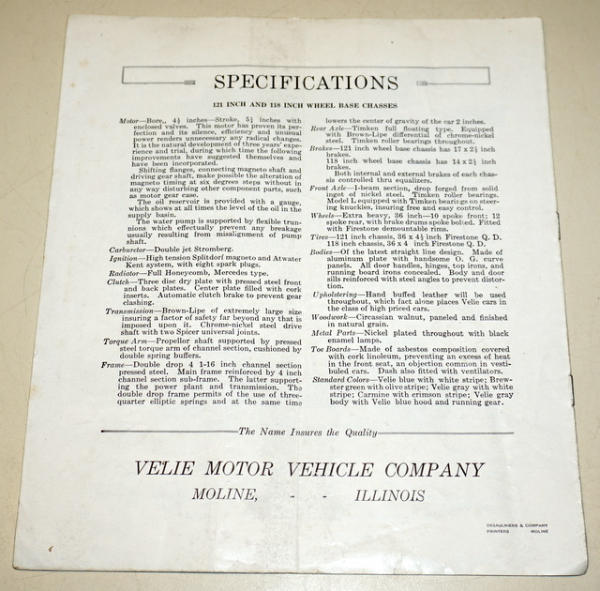 SPECIFICATIONS
121 INCH AND 118 INCH WHEEL BASE CHASSES
Motor—Bore, 4½ inches—Stroke, 5¼ inches with
enclosed valves. This motor has proven its per-
fection and its silence, efficiency and unusual
power renders unnecessary any radical changes.
It is the natural development of three years' expe-
rience and trial, during which time the following
improvements have suggested themselves and
have been incorporated.
Shifting flanges, connecting magneto shaft and
driving gear shaft, make possible the alteration of
magneto timing at six degrees steps without in
any way disturbing other component parts, such
as motor gear case.
The oil reservoir is provided with a gauge,
which shows at all times the level of the oil in the
supply basin.
The water pump is supported by flexible trun-
nions which effectually prevent any breakage
usually resulting from missalignment of pump
shaft.
Carburetor—Double jet Stromberg.
Ignition—High tension Splitdorf magneto and Atwater
Kent system, with eight spark plugs.
Radiator—Full Honeycomb, Mercedes type.
Clutch—Three disc dry plate with pressed steel front
and back plates. Center plate filled with cork
inserts. Automatic clutch brake to prevent gear
clashing.
Transmission—Brown-Lipe of extremely large size
insuring a factor of safety far beyond any that is
imposed upon it. Chrome-nickel steel drive
shaft with two Spicer universal joints.
Torque Arm—Propellor shaft supported by pressed
steel torque arm of channel section, cushioned by
double spring buffers.
Frame—Double drop 4 1-16 inch channel section
pressed steel. Main frame reinforced by 4 inch
channel section sub-frame. The latter support-
ing the power plant and transmission. The
double drop frame permits of the use of three-
quarter elliptic springs and at the same time
lowers the center of gravity of the car 2 inches.
Rear Axle—Timken full floating type. Equipped
with Brown-Lipe differential of chrome-nickel
steel. Timken roller bearings throughout.
Brakes—121 inch wheel base chassis has 17 x 2½ inch
brakes.
118 inch wheel base chassis has 14 x 2½ inch
brakes.
Both internal and external brakes of each chas-
sis controlled thru equalizers.
Front Axle—I-beam section, drop forged from solid
ingot of nickel steel. Timken roller bearings.
Model L equipped with Timken bearings on steer-
ing knuckles, insuring free and easy control.
Wheels—Extra heavy, 36 inch—10 spoke front; 12
spoke rear, with brake drums spoke bolted. Fitted
with Firestone demountable rims.
Tires—121 inch chassis, 36 x 4½ inch Firestone Q. D.
118 inch chassis, 36 x 4 inch Firestone Q. D.
Bodies—Of the latest straight line design. Made of
aluminum plate with handsome O. G. curve
panels. All door handles, hinges, top irons, and
running board irons concealed. Body and door
sills reinforced with steel angles to prevent distor-
tion.
Upholstering—Hand buffed leather will be used
throughout, which fact alone places Velie cars in
the class of high priced cars.
Woodwork—Circassian walnut, paneled and finished
in natural grain.
Metal Parts—Nickel plated throughout with black
enamel lamps.
Toe Boards—Made of asbestos composition covered
with cork linoleum, preventing an excess of heat
in the front seat, an objection common in vesti-
buled cars. Dash also fitted with ventilators.
Standard Colors—Velie blue with white stripe; Brew-
ster green with olive stripe; Velie gray with white
stripe; Carmine with crimson stripe; Velie gray
body with Velie blue hood and running gear.
The Name Insures the Quality
VELIE MOTOR VEHICLE COMPANY
MOLINE, - - ILLINOIS
DESAULNIERS & COMPANY
PRINTERS MOLINE